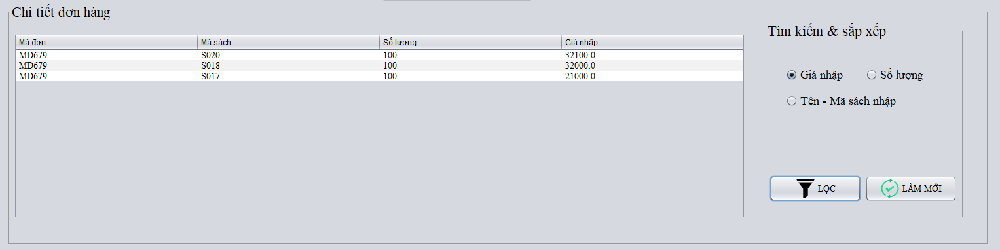 Chi tiết đơn hàng
Mã đơn Mã sách Số lượng Giá nhập
MD679 S020 100 32100.0
MD679 S018 100 32000.0
MD679 S017 100 21000.0
Tìm kiếm & sắp xếp
Giá nhập Số lượng
Tên - Mã sách nhập
LỌC LÀM MỚI